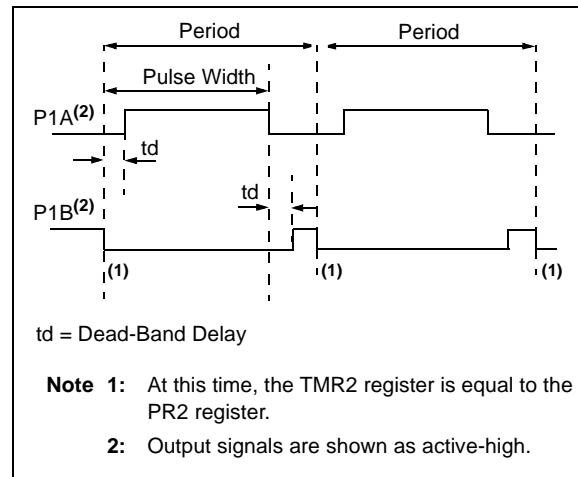 Period Period
Pulse Width
P1A(2)
td
td
P1B(2)
(1) (1) (1)
td = Dead-Band Delay
Note 1: At this time, the TMR2 register is equal to the
PR2 register.
2: Output signals are shown as active-high.